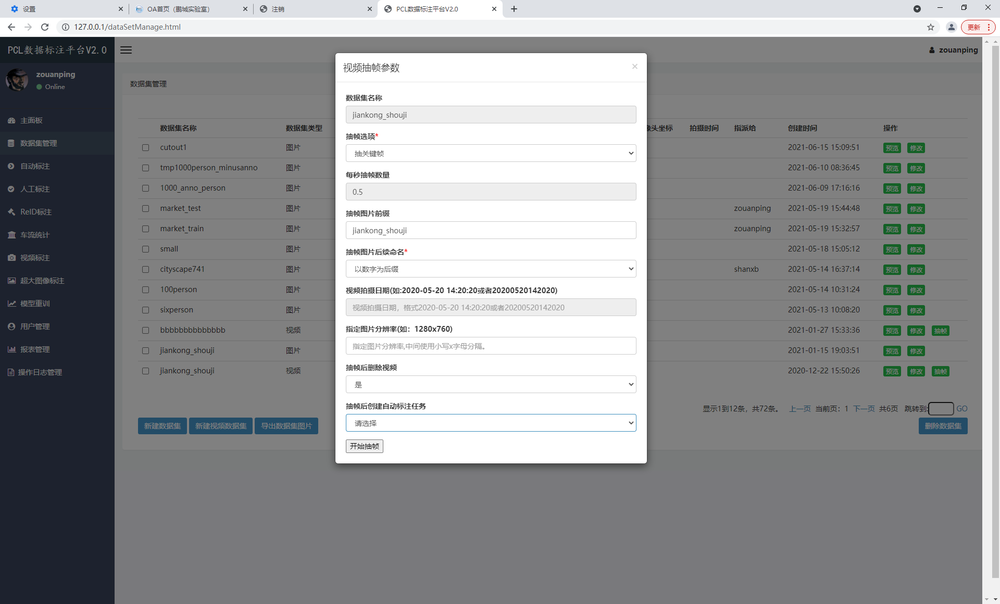 设置
OA首页（鹏城实验室）
注销
PCL数据标注平台V2.0
127.0.0.1/dataSetManage.html
更新
PCL数据标注平台V2.0
zouanping
zouanping
Online
主面板
数据集管理
自动标注
人工标注
ReID标注
车流统计
视频标注
超大图像标注
模型重训
用户管理
报表管理
操作日志管理
数据集管理
数据集名称 数据集类型 像头坐标 拍摄时间 指派给 创建时间 操作
cutout1 图片 2021-06-15 15:09:51 预览 修改
tmp1000person_minusanno 图片 2021-06-10 08:36:45 预览 修改
1000_anno_person 图片 2021-06-09 17:16:16 预览 修改
market_test 图片 zouanping 2021-05-19 15:44:48 预览 修改
market_train 图片 zouanping 2021-05-19 15:32:57 预览 修改
small 图片 2021-05-18 15:05:12 预览 修改
cityscape741 图片 shanxb 2021-05-14 16:37:14 预览 修改
100person 图片 2021-05-14 10:31:24 预览 修改
sixperson 图片 2021-05-13 10:08:20 预览 修改
bbbbbbbbbbbbbb 视频 2021-01-27 15:33:36 预览 修改 抽帧
jiankong_shouji 图片 2021-01-15 19:03:51 预览 修改
jiankong_shouji 视频 2020-12-22 15:50:26 预览 修改 抽帧
显示1到12条，共72条。 上一页 当前页：1 下一页 共6页 跳转到: GO
新建数据集 新建视频数据集 导出数据集图片 删除数据集
视频抽帧参数 ×
数据集名称
jiankong_shouji
抽帧选项*
抽关键帧
每秒抽帧数量
0.5
抽帧图片前缀
jiankong_shouji
抽帧图片后续命名*
以数字为后缀
视频拍摄日期(如:2020-05-20 14:20:20或者20200520142020)
视频拍摄日期，格式2020-05-20 14:20:20或者20200520142020
指定图片分辨率(如：1280x760)
指定图片分辨率,中间使用小写x字母分隔。
抽帧后删除视频
是
抽帧后创建自动标注任务
请选择
开始抽帧